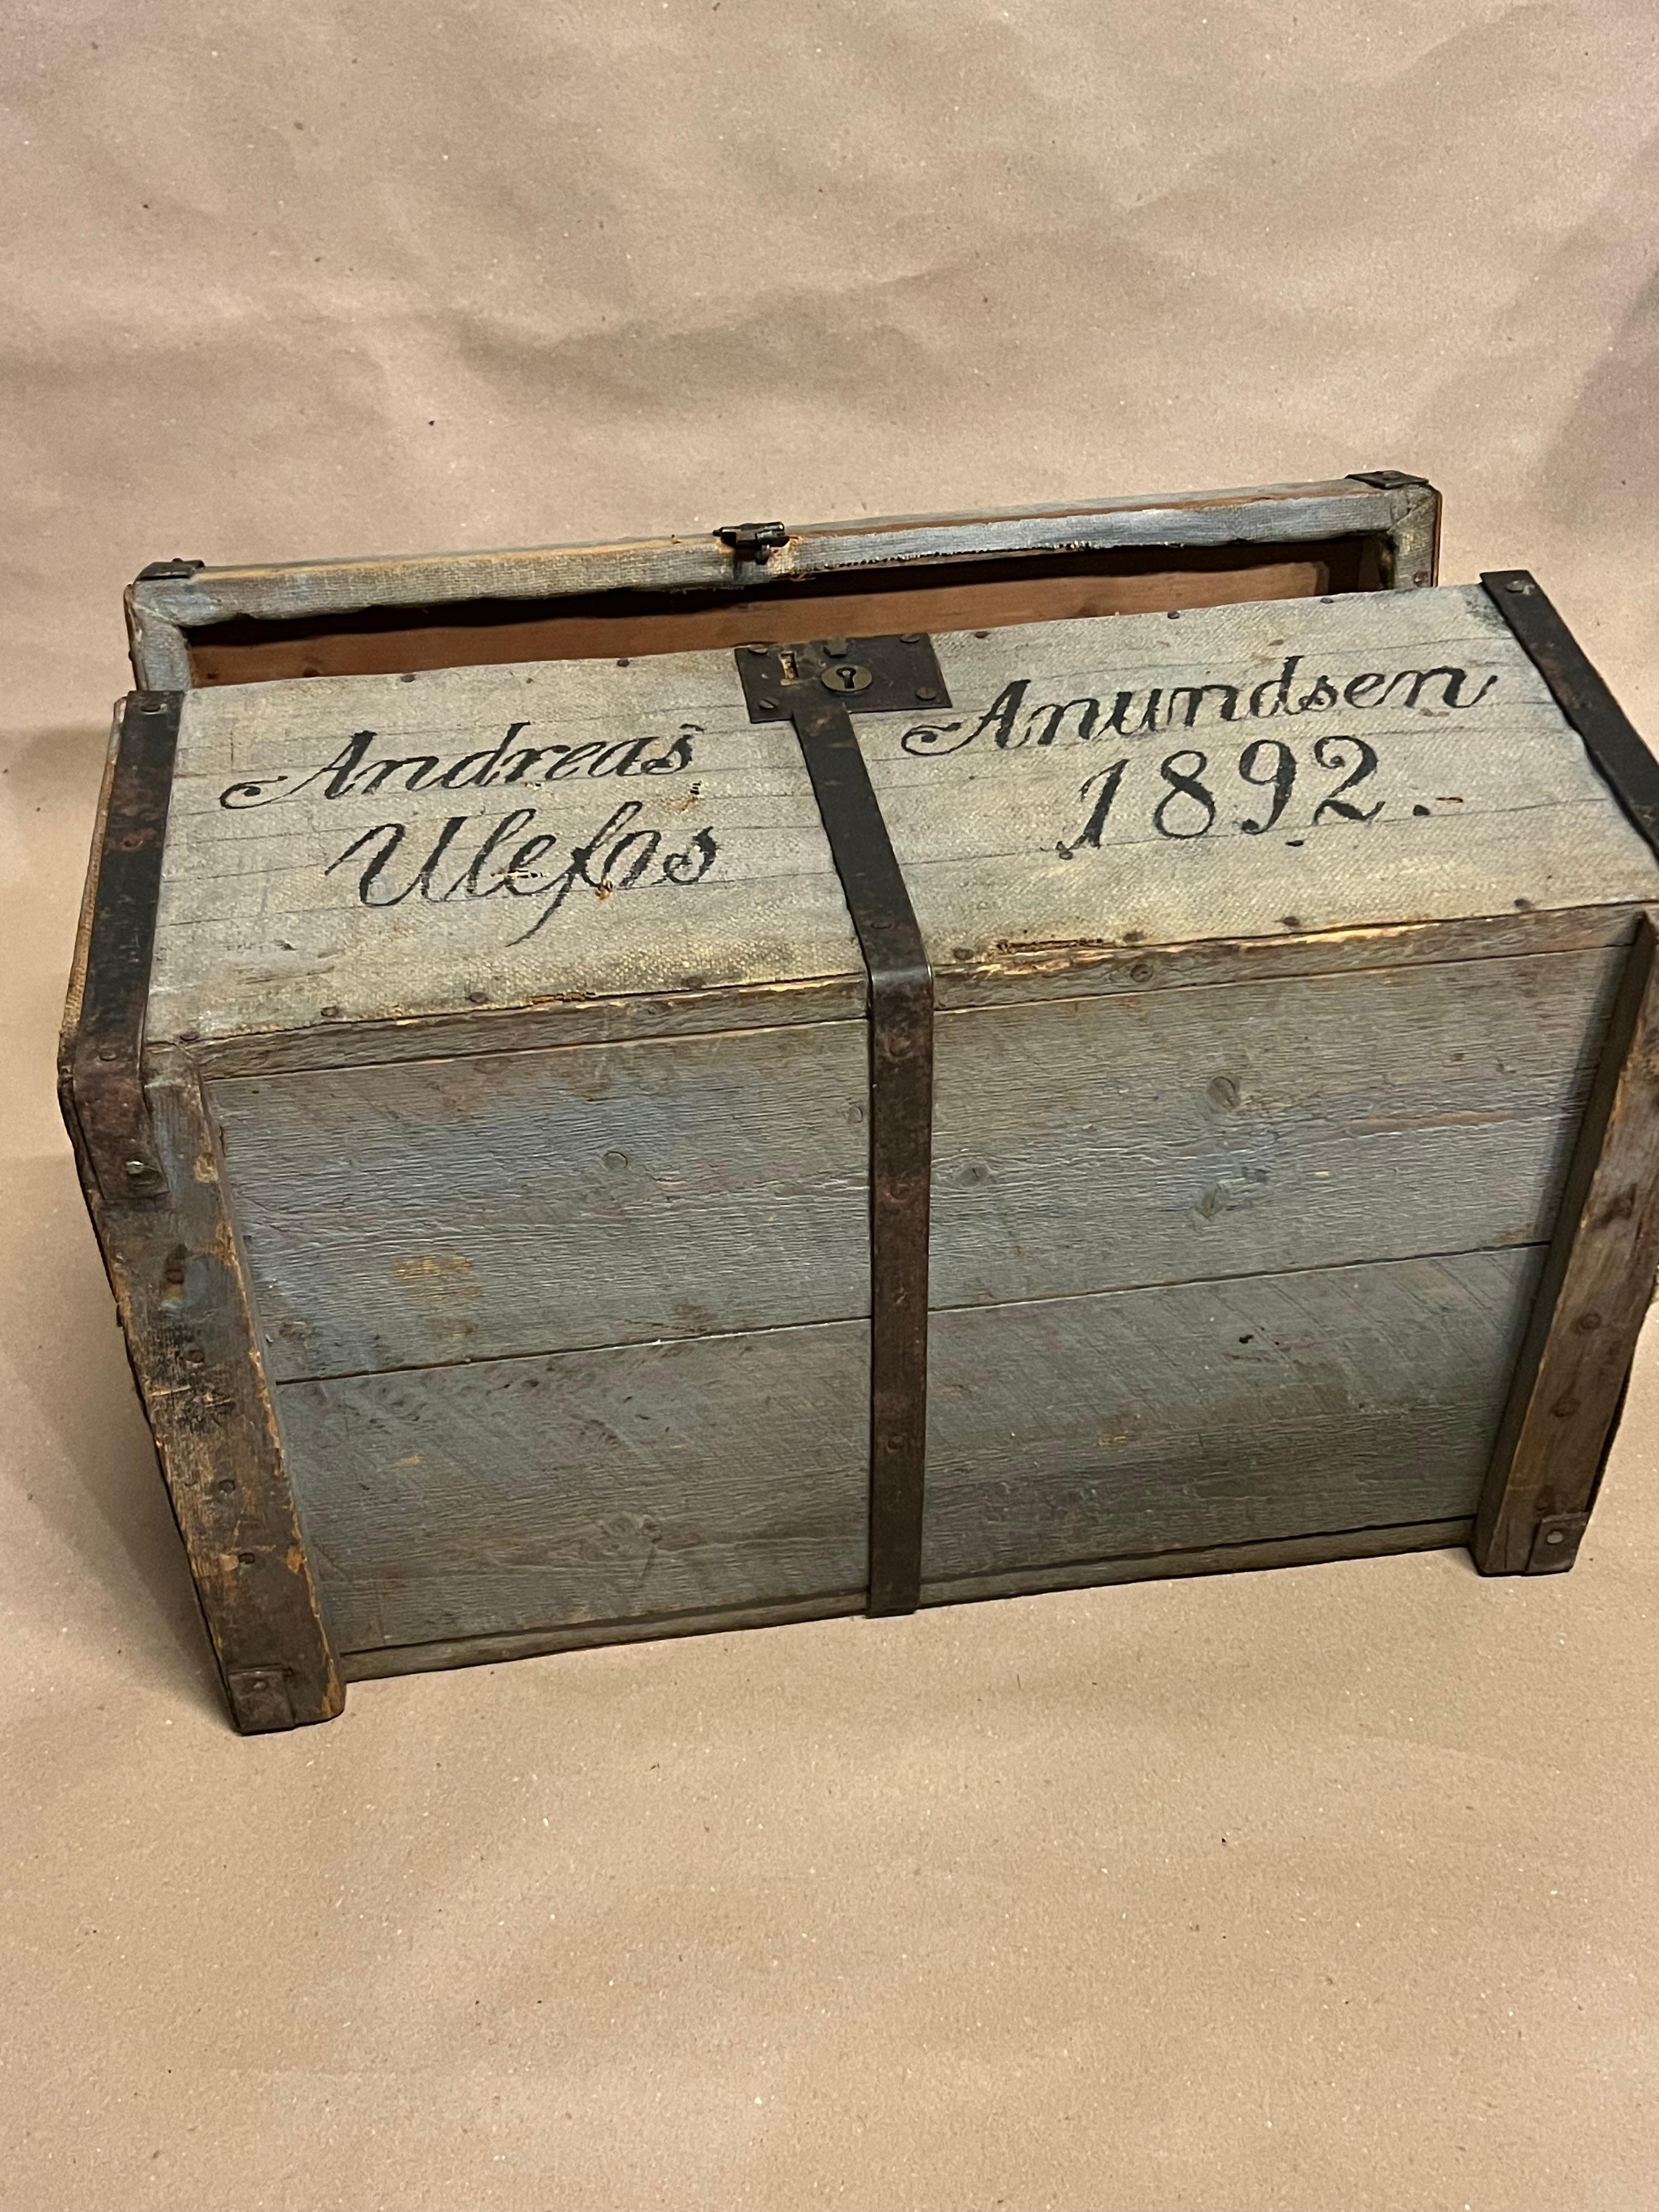 Andreas Anundsen
Ulefos 1892.